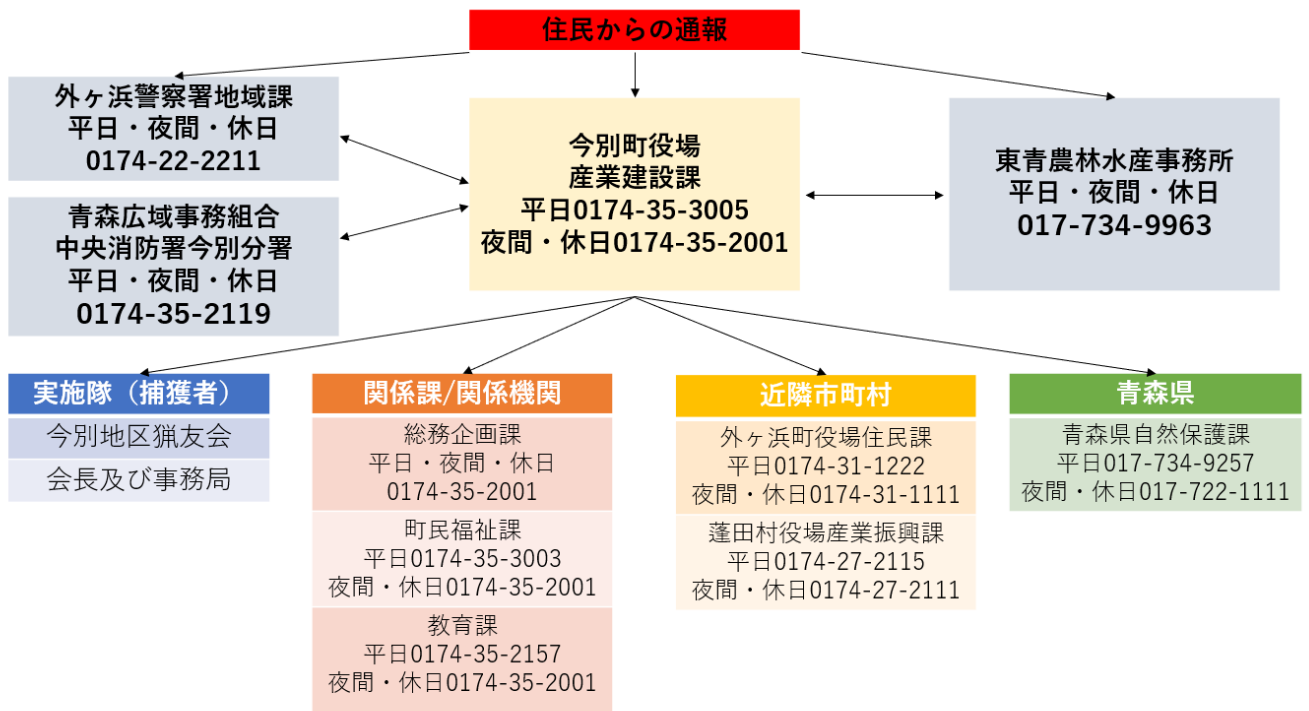 住民からの通報
外ヶ浜警察署地域課
平日・夜間・休日
0174-22-2211
青森広域事務組合
中央消防署今別分署
平日・夜間・休日
0174-35-2119
今別町役場
産業建設課
平日0174-35-3005
夜間・休日0174-35-2001
東青農林水産事務所
平日・夜間・休日
017-734-9963
実施隊（捕獲者）
今別地区猟友会
会長及び事務局
関係課/関係機関
総務企画課
平日・夜間・休日
0174-35-2001
町民福祉課
平日0174-35-3003
夜間・休日0174-35-2001
教育課
平日0174-35-2157
夜間・休日0174-35-2001
近隣市町村
外ヶ浜町役場住民課
平日0174-31-1222
夜間・休日0174-31-1111
蓬田村役場産業振興課
平日0174-27-2115
夜間・休日0174-27-2111
青森県
青森県自然保護課
平日017-734-9257
夜間・休日017-722-1111